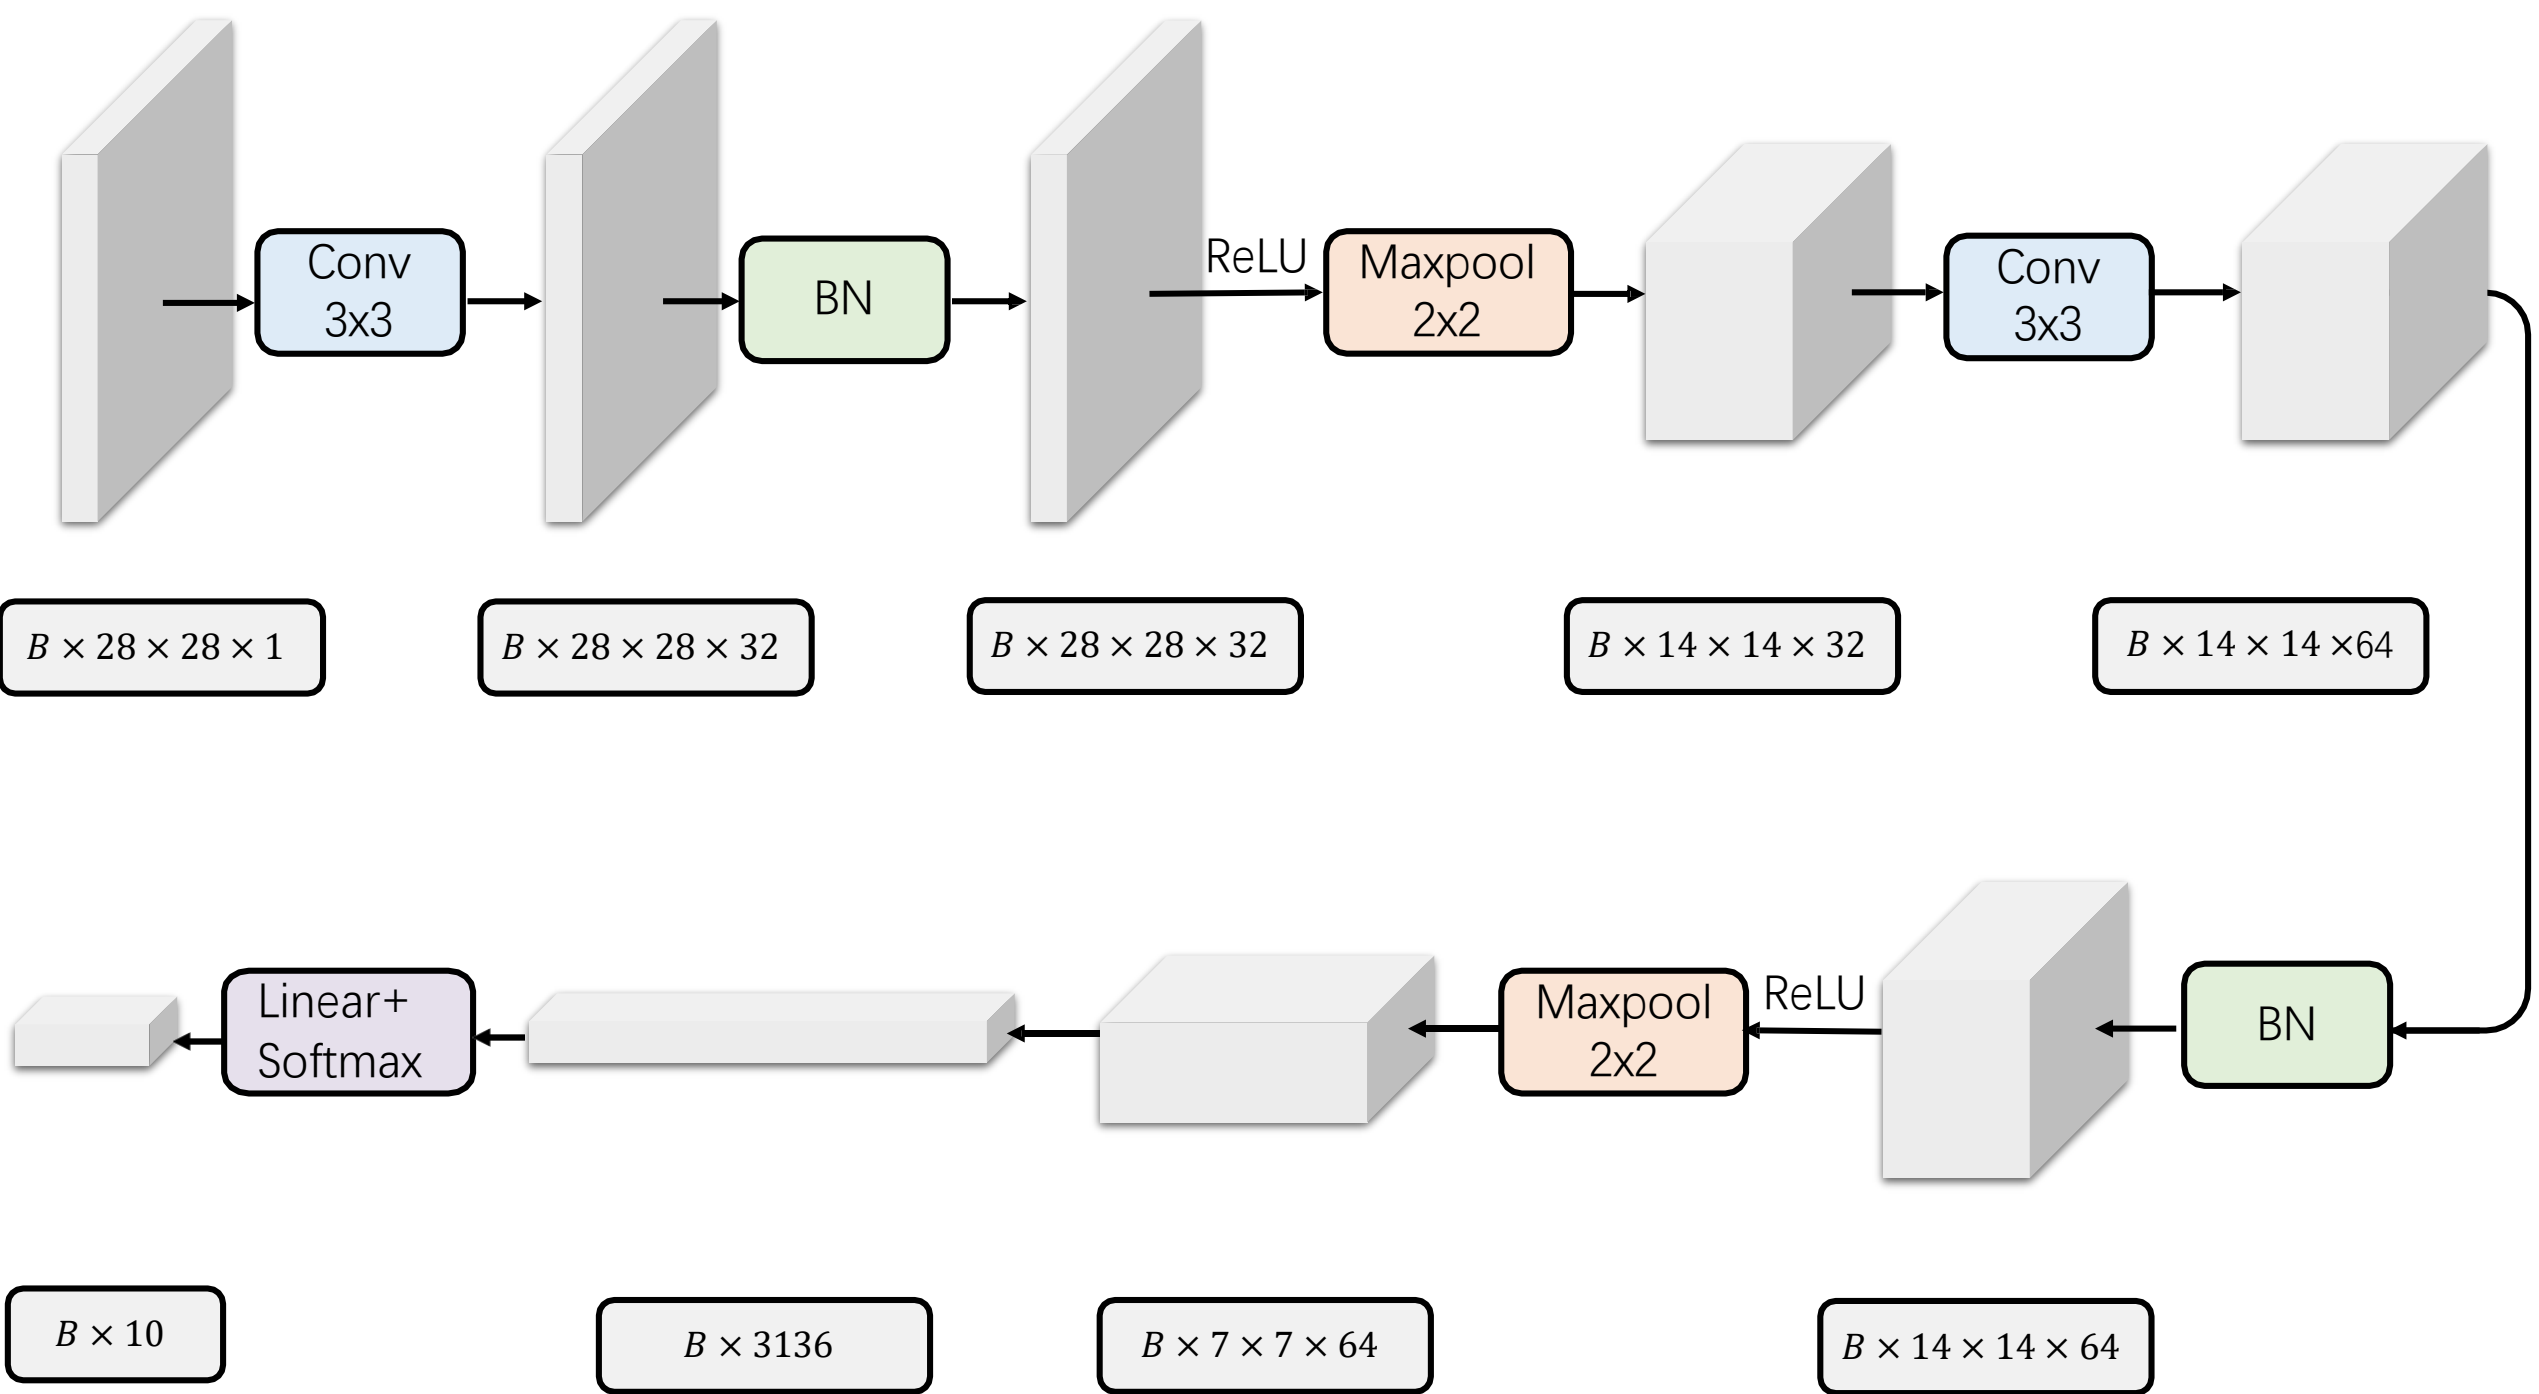 Conv
3x3
BN
ReLU
Maxpool
2x2
Conv
3x3
B × 28 × 28 × 1
B × 28 × 28 × 32
B × 28 × 28 × 32
B × 14 × 14 × 32
B × 14 × 14 ×64
Linear+
Softmax
Maxpool
2x2
ReLU
BN
B × 10
B × 3136
B × 7 × 7 × 64
B × 14 × 14 × 64